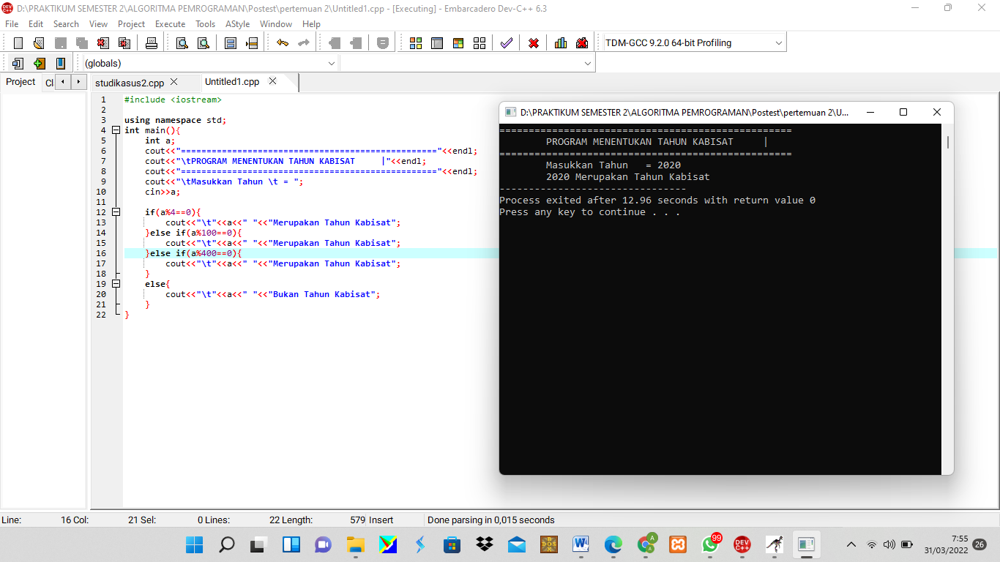 D:\PRAKTIKUM SEMESTER 2\ALGORITMA PEMROGRAMAN\Postest\pertemuan 2\Untitled1.cpp - [Executing] - Embarcadero Dev-C++ 6.3
File Edit Search View Project Execute Tools AStyle Window Help
TDM-GCC 9.2.0 64-bit Profiling
(globals)
Project Cl studikasus2.cpp Untitled1.cpp
1 #include <iostream>
2
3 using namespace std;
4 int main(){
5 int a;
6 cout<<"=================================================="<<endl;
7 cout<<"\tPROGRAM MENENTUKAN TAHUN KABISAT     |"<<endl;
8 cout<<"=================================================="<<endl;
9 cout<<"\tMasukkan Tahun \t = ";
10 cin>>a;
11
12 if(a%4==0){
13 cout<<"\t"<<a<<" "<<"Merupakan Tahun Kabisat";
14 }else if(a%100==0){
15 cout<<"\t"<<a<<" "<<"Merupakan Tahun Kabisat";
16 }else if(a%400==0){
17 cout<<"\t"<<a<<" "<<"Merupakan Tahun Kabisat";
18 }
19 else{
20 cout<<"\t"<<a<<" "<<"Bukan Tahun Kabisat";
21 }
22 }
D:\PRAKTIKUM SEMESTER 2\ALGORITMA PEMROGRAMAN\Postest\pertemuan 2\U...
==================================================
PROGRAM MENENTUKAN TAHUN KABISAT     |
==================================================
Masukkan Tahun   = 2020
2020 Merupakan Tahun Kabisat
--------------------------------
Process exited after 12.96 seconds with return value 0
Press any key to continue . . .
Line: 16 Col: 21 Sel: 0 Lines: 22 Length: 579 Insert Done parsing in 0,015 seconds
DOS BOX
W
A
99
DEV C++
7:55
31/03/2022
26